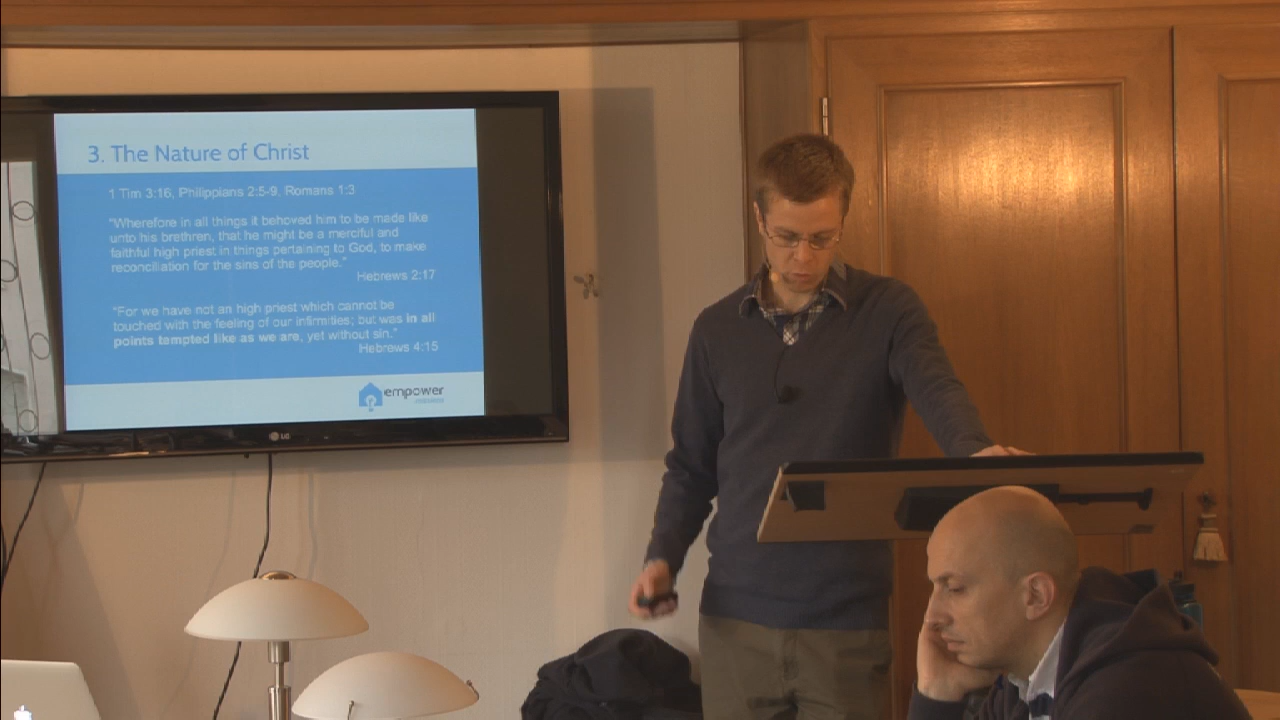 3. The Nature of Christ
1 Tim 3:16, Philippians 2:5-9, Romans 1:3
"Wherefore in all things it behoved him to be made like
unto his brethren, that he might be a merciful and
faithful high priest in things pertaining to God, to make
reconciliation for the sins of the people."
Hebrews 2:17
"For we have not an high priest which cannot be
touched with the feeling of our infirmities; but was in all
points tempted like as we are, yet without sin."
Hebrews 4:15
empower
LG